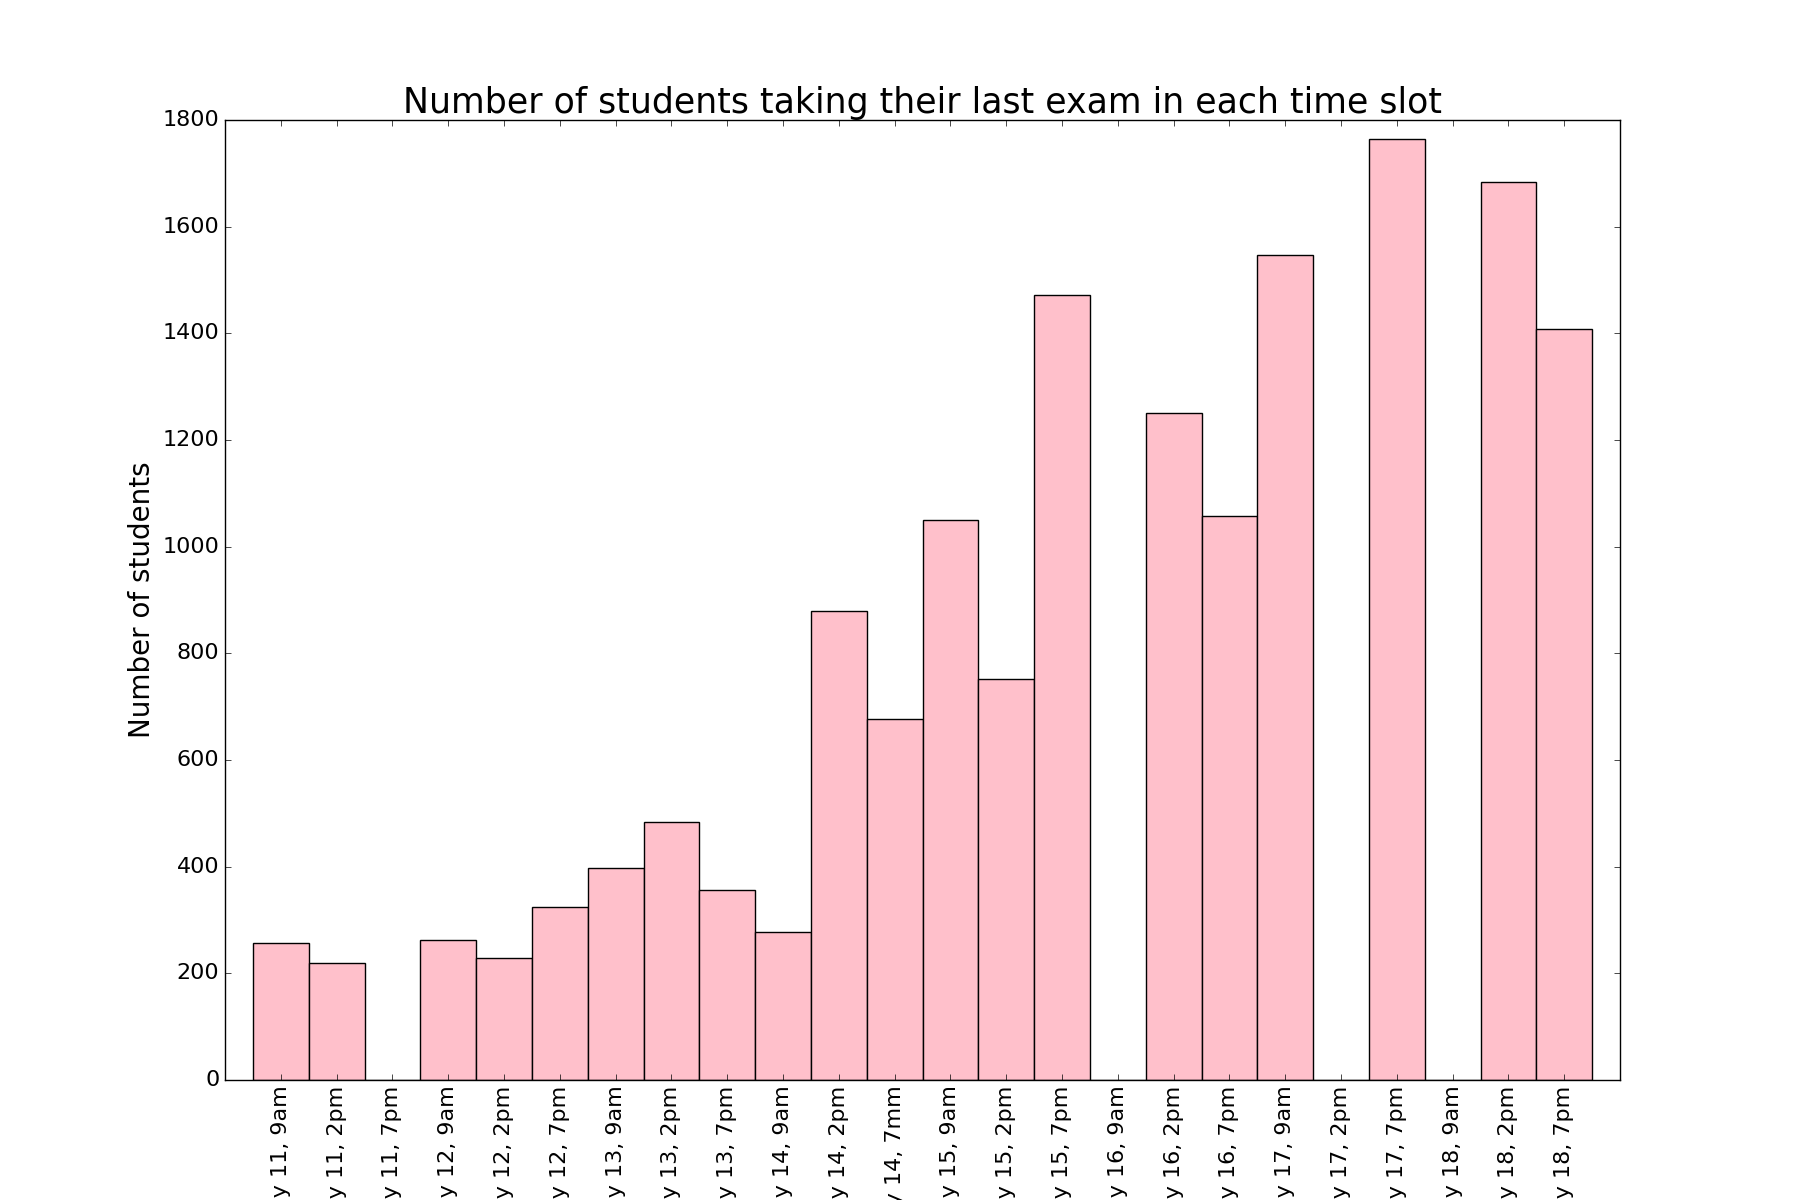 Number of students taking their last exam in each time slot
Number of students
1800
1600
1400
1200
1000
800
600
400
200
0
y 11, 9am
y 11, 2pm
y 11, 7pm
y 12, 9am
y 12, 2pm
y 12, 7pm
y 13, 9am
y 13, 2pm
y 13, 7pm
y 14, 9am
y 14, 2pm
y 14, 7mm
y 15, 9am
y 15, 2pm
y 15, 7pm
y 16, 9am
y 16, 2pm
y 16, 7pm
y 17, 9am
y 17, 2pm
y 17, 7pm
y 18, 9am
y 18, 2pm
y 18, 7pm